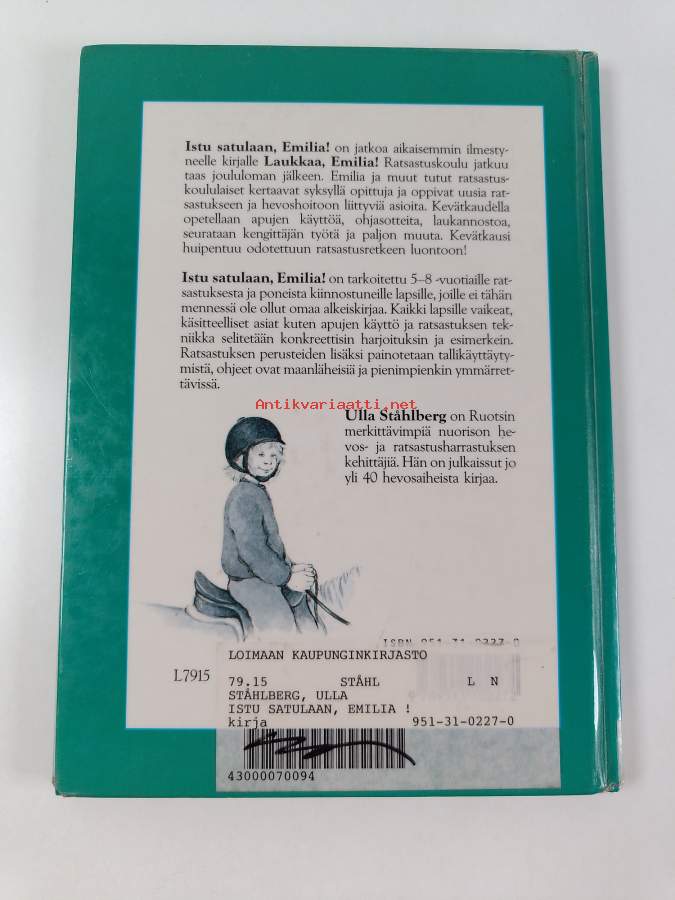 Istu satulaan, Emilia! on jatkoa aikaisemmin ilmesty-
neelle kirjalle Laukkaa, Emilia! Ratsastuskoulu jatkuu
taas joululoman jälkeen. Emilia ja muut tutut ratsastus-
koululaiset kertaavat syksyllä opittuja ja oppivat uusia rat-
sastukseen ja hevoshoitoon liittyviä asioita. Kevätkaudella
opetellaan apujen käyttöä, ohjasotteita, laukannostoa,
seurataan kengittäjän työtä ja paljon muuta. Kevätkausi
huipentuu odotettuun ratsastusretkeen luontoon!
Istu satulaan, Emilia! on tarkoitettu 5–8 -vuotiaille rat-
sastuksesta ja poneista kiinnostuneille lapsille, joille ei tähän
mennessä ole ollut omaa alkeiskirjaa. Kaikki lapsille vaikeat,
käsitteelliset asiat kuten apujen käyttö ja ratsastuksen tek-
niikka selitetään konkreettisin harjoituksin ja esimerkein.
Ratsastuksen perusteiden lisäksi painotetaan tallikäyttäyty-
mistä, ohjeet ovat maanläheisiä ja pienimpienkin ymmärret-
tävissä.
Antikvariaatti.net
Ulla Ståhlberg on Ruotsin
merkittävimpiä nuorison he-
vos- ja ratsastusharrastuksen
kehittäjiä. Hän on julkaissut jo
yli 40 hevosaiheista kirjaa.
ISBN 951-31-0227-0
L7915
LOIMAAN KAUPUNGINKIRJASTO
79.15 STÅHL L N
STÅHLBERG, ULLA
ISTU SATULAAN, EMILIA !
kirja 951-31-0227-0
43000070094